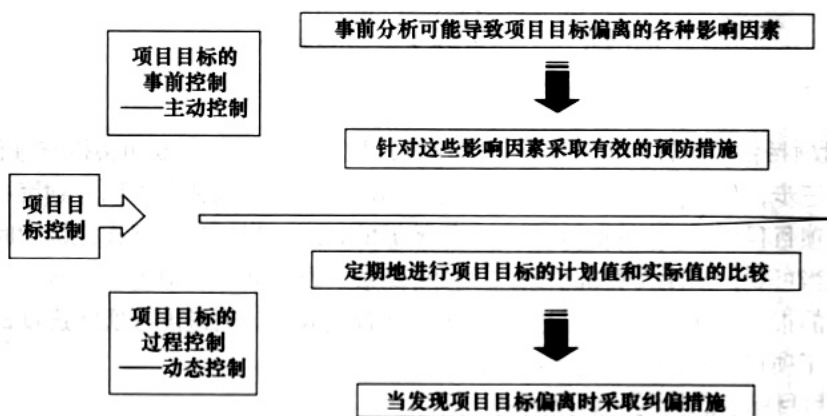 事前分析可能导致项目目标偏离的各种影响因素
项目目标的
事前控制
——主动控制
针对这些影响因素采取有效的预防措施
项目目
标控制
定期地进行项目目标的计划值和实际值的比较
项目目标的
过程控制
——动态控制
当发现项目目标偏离时采取纠偏措施